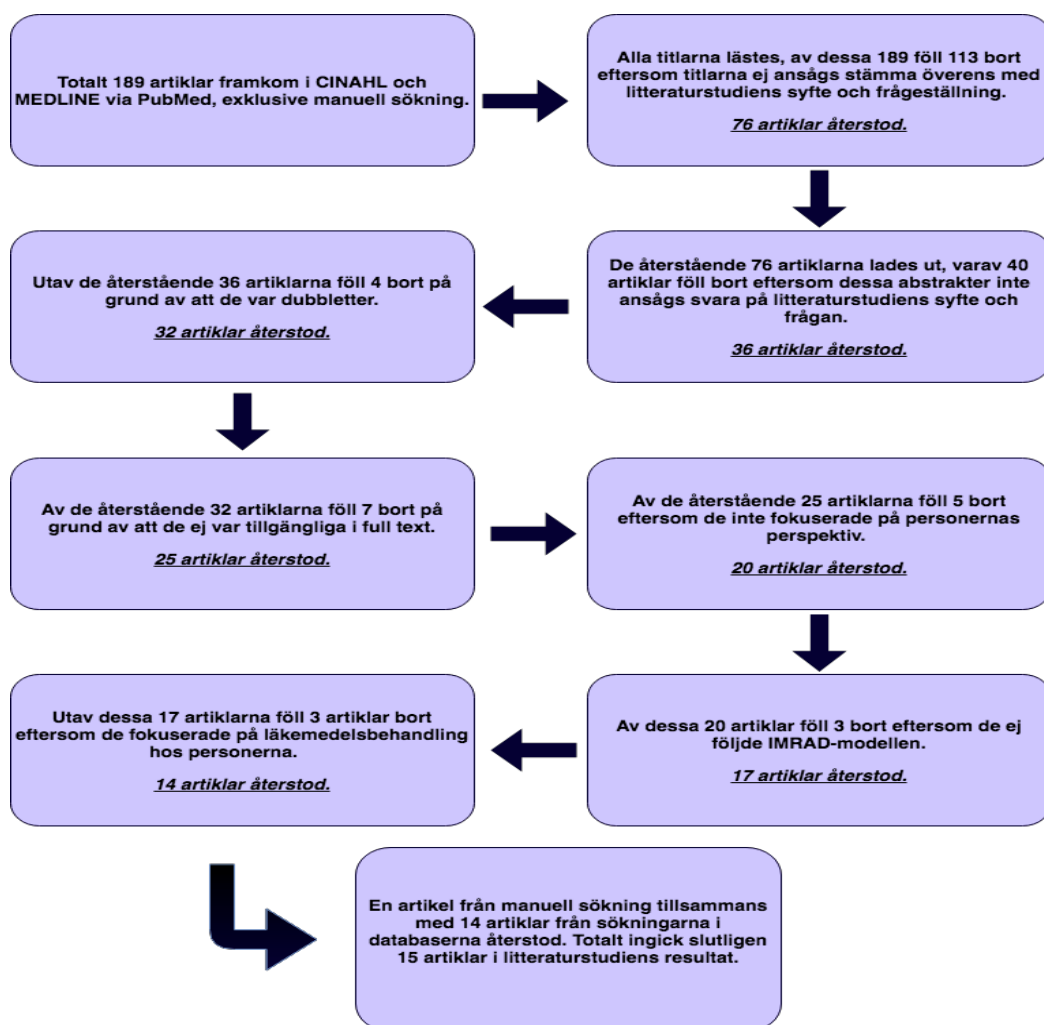 Totalt 189 artiklar framkom i CINAHL och
MEDLINE via PubMed, exklusive manuell sökning.
Alla titlarna lästes, av dessa 189 föll 113 bort
eftersom titlarna ej ansågs stämma överens med
litteraturstudiens syfte och frågeställning.
76 artiklar återstod.
De återstående 76 artiklarna lades ut, varav 40
artiklar föll bort eftersom dessa abstrakter inte
ansågs svara på litteraturstudiens syfte och
frågan.
36 artiklar återstod.
Utav de återstående 36 artiklarna föll 4 bort på
grund av att de var dubbletter.
32 artiklar återstod.
Av de återstående 32 artiklarna föll 7 bort på
grund av att de ej var tillgängliga i full text.
25 artiklar återstod.
Av de återstående 25 artiklarna föll 5 bort
eftersom de inte fokuserade på personernas
perspektiv.
20 artiklar återstod.
Av dessa 20 artiklar föll 3 bort eftersom de ej
följde IMRAD-modellen.
17 artiklar återstod.
Utav dessa 17 artiklarna föll 3 artiklar bort
eftersom de fokuserade på läkemedelsbehandling
hos personerna.
14 artiklar återstod.
En artikel från manuell sökning tillsammans
med 14 artiklar från sökningarna i
databaserna återstod. Totalt ingick slutligen
15 artiklar i litteraturstudiens resultat.